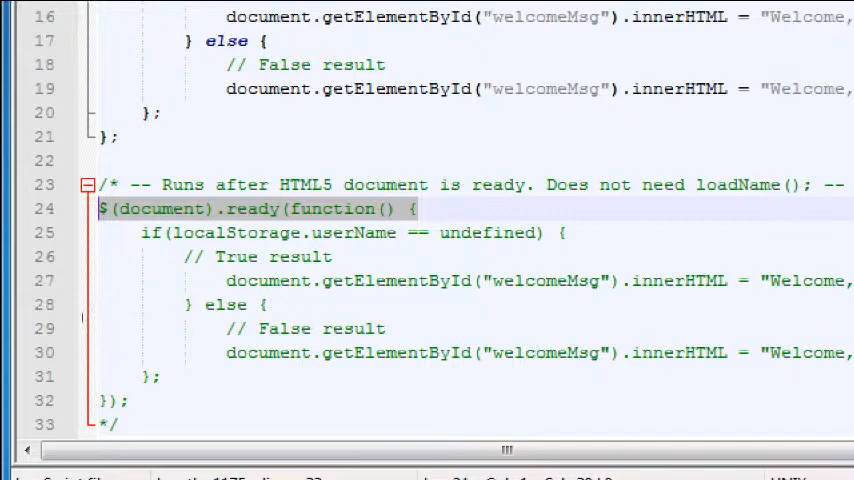 16 document.getElementById("welcomeMsg").innerHTML = "Welcome,
17 } else {
18 // False result
19 document.getElementById("welcomeMsg").innerHTML = "Welcome,
20 };
21 };
22
23 /* -- Runs after HTML5 document is ready. Does not need loadName(); --
24 $(document).ready(function() {
25 if(localStorage.userName == undefined) {
26 // True result
27 document.getElementById("welcomeMsg").innerHTML = "Welcome,
28 } else {
29 // False result
30 document.getElementById("welcomeMsg").innerHTML = "Welcome,
31 };
32 });
33 */